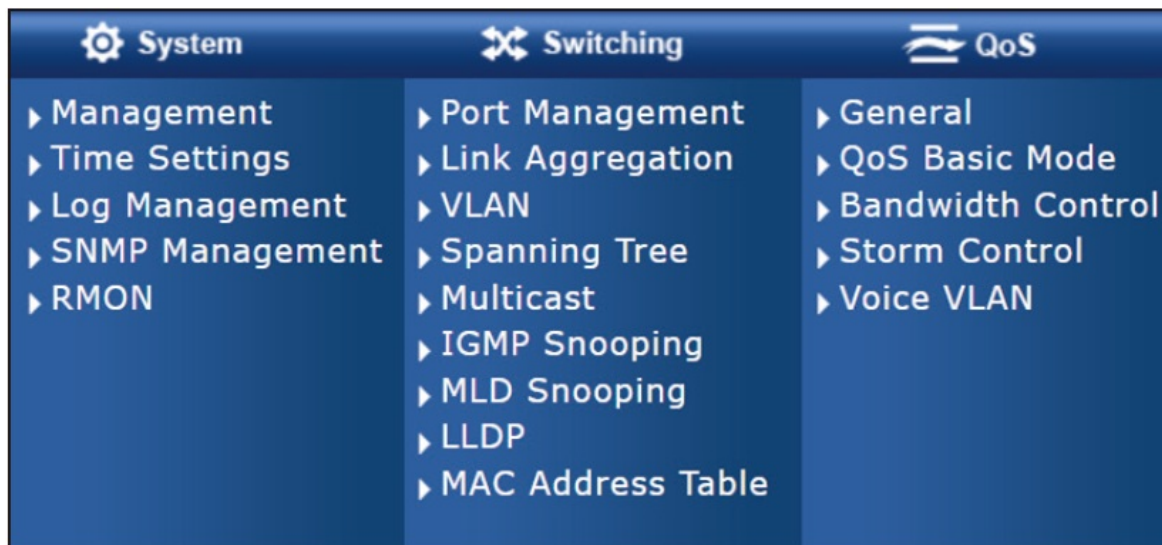 System
Management
Time Settings
Log Management
SNMP Management
RMON
Switching
Port Management
Link Aggregation
VLAN
Spanning Tree
Multicast
IGMP Snooping
MLD Snooping
LLDP
MAC Address Table
QoS
General
QoS Basic Mode
Bandwidth Control
Storm Control
Voice VLAN